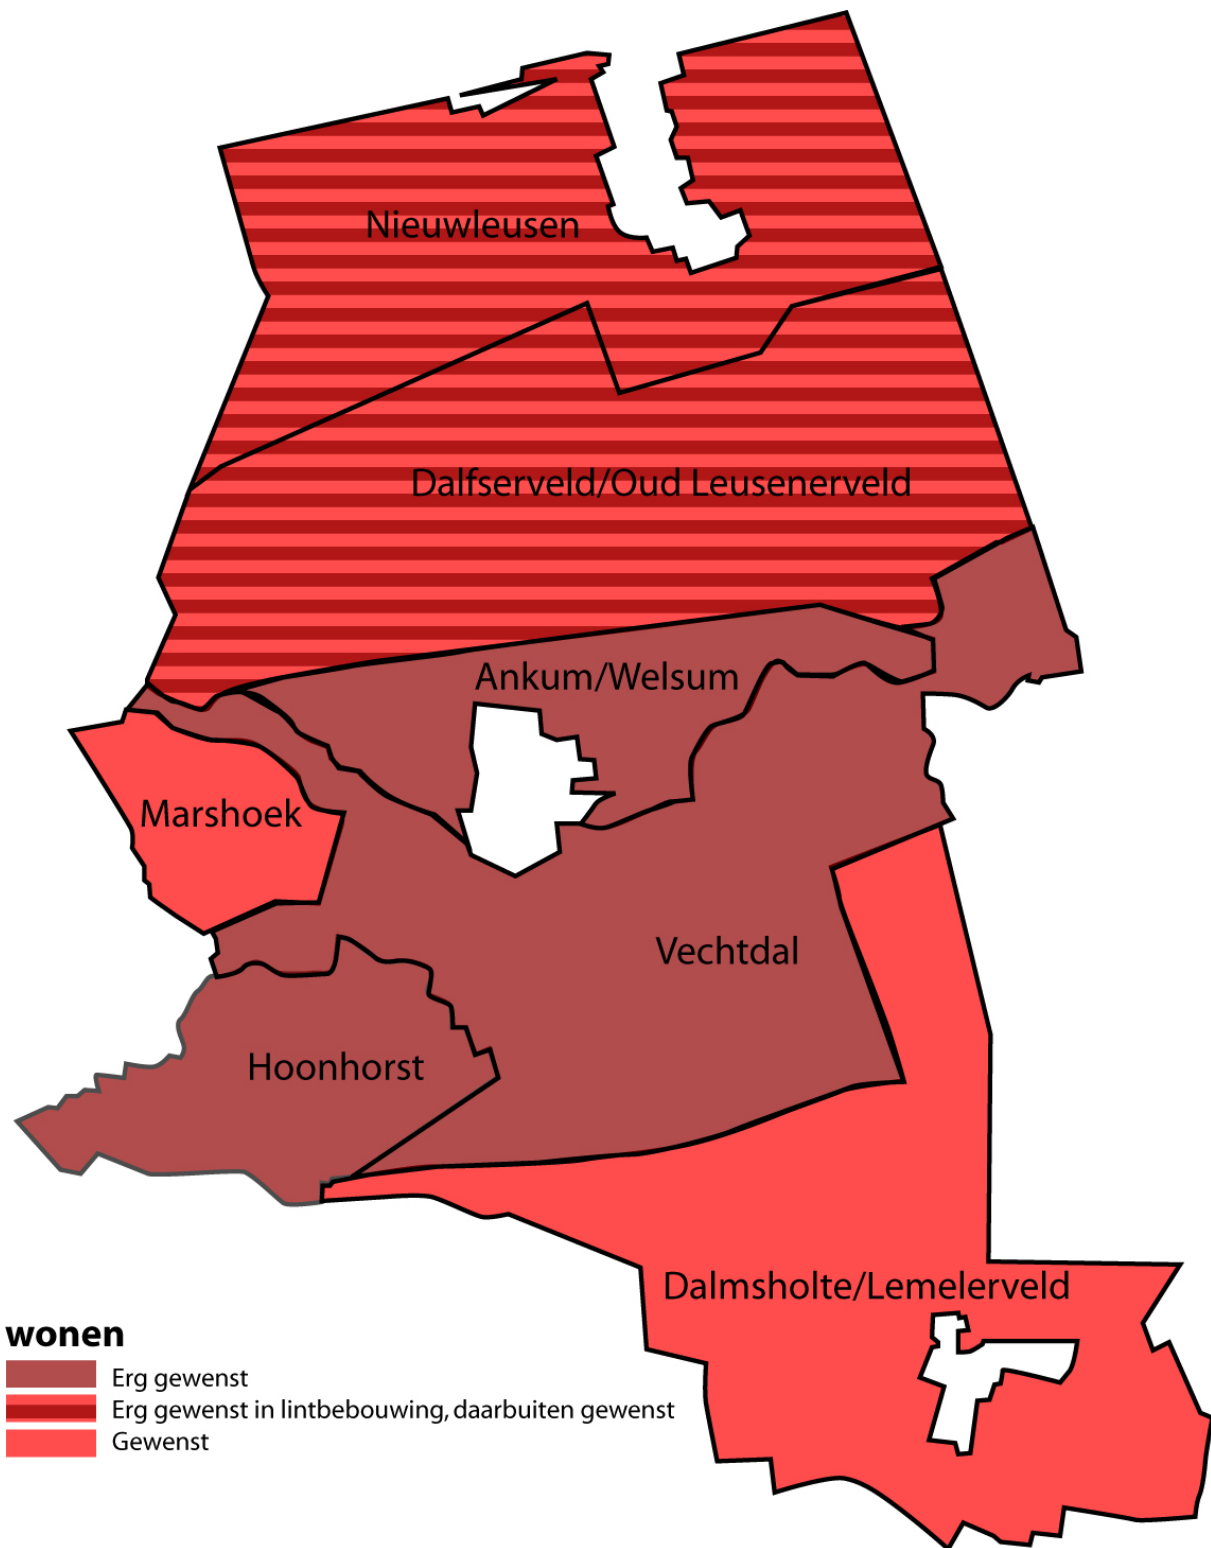 Nieuwleusen
Dalfserveld/Oud Leusenerveld
Ankum/Welsum
Marshoek
Vechtdal
Hoonhorst
Dalmsholte/Lemelerveld
wonen
Erg gewenst
Erg gewenst in lintbebouwing, daarbuiten gewenst
Gewenst